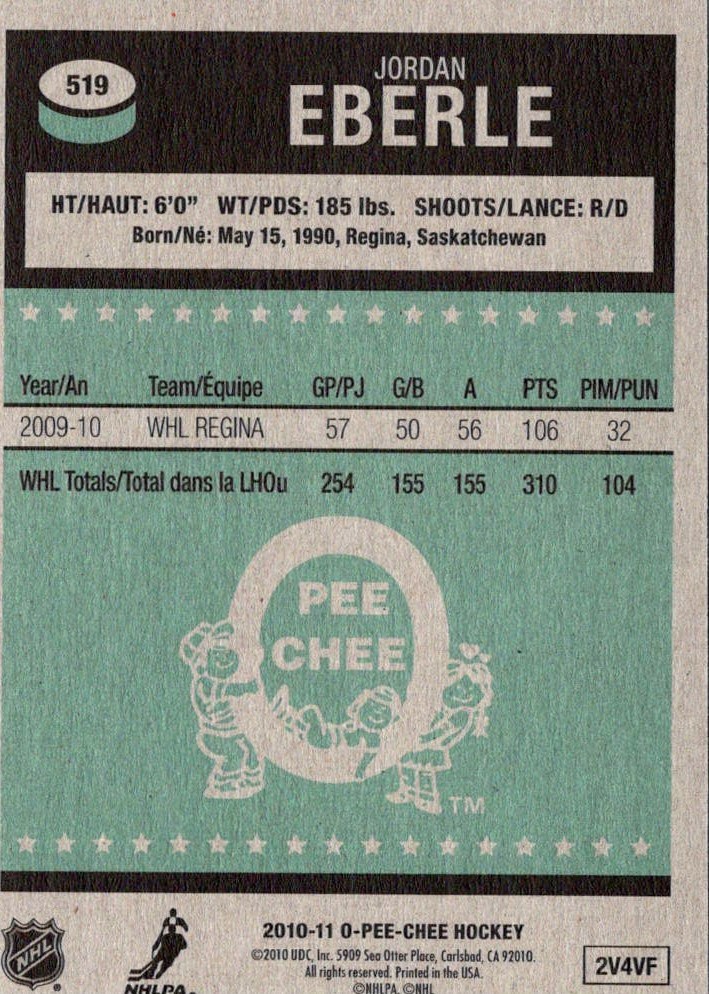 519
JORDAN
EBERLE
HT/HAUT: 6'0" WT/PDS: 185 lbs. SHOOTS/LANCE: R/D
Born/Né: May 15, 1990, Regina, Saskatchewan
Year/An Team/Équipe GP/PJ G/B A PTS PIM/PUN
2009-10 WHL REGINA 57 50 56 106 32
WHL Totals/Total dans la LHOu 254 155 155 310 104
PEE
CHEE
TM
2010-11 O-PEE-CHEE HOCKEY
©2010 UDC, Inc. 5909 Sea Otter Place, Carlsbad, CA 92010.
All rights reserved. Printed in the USA.
©NHLPA. ©NHL
NHL
NHLPA
2V4VF